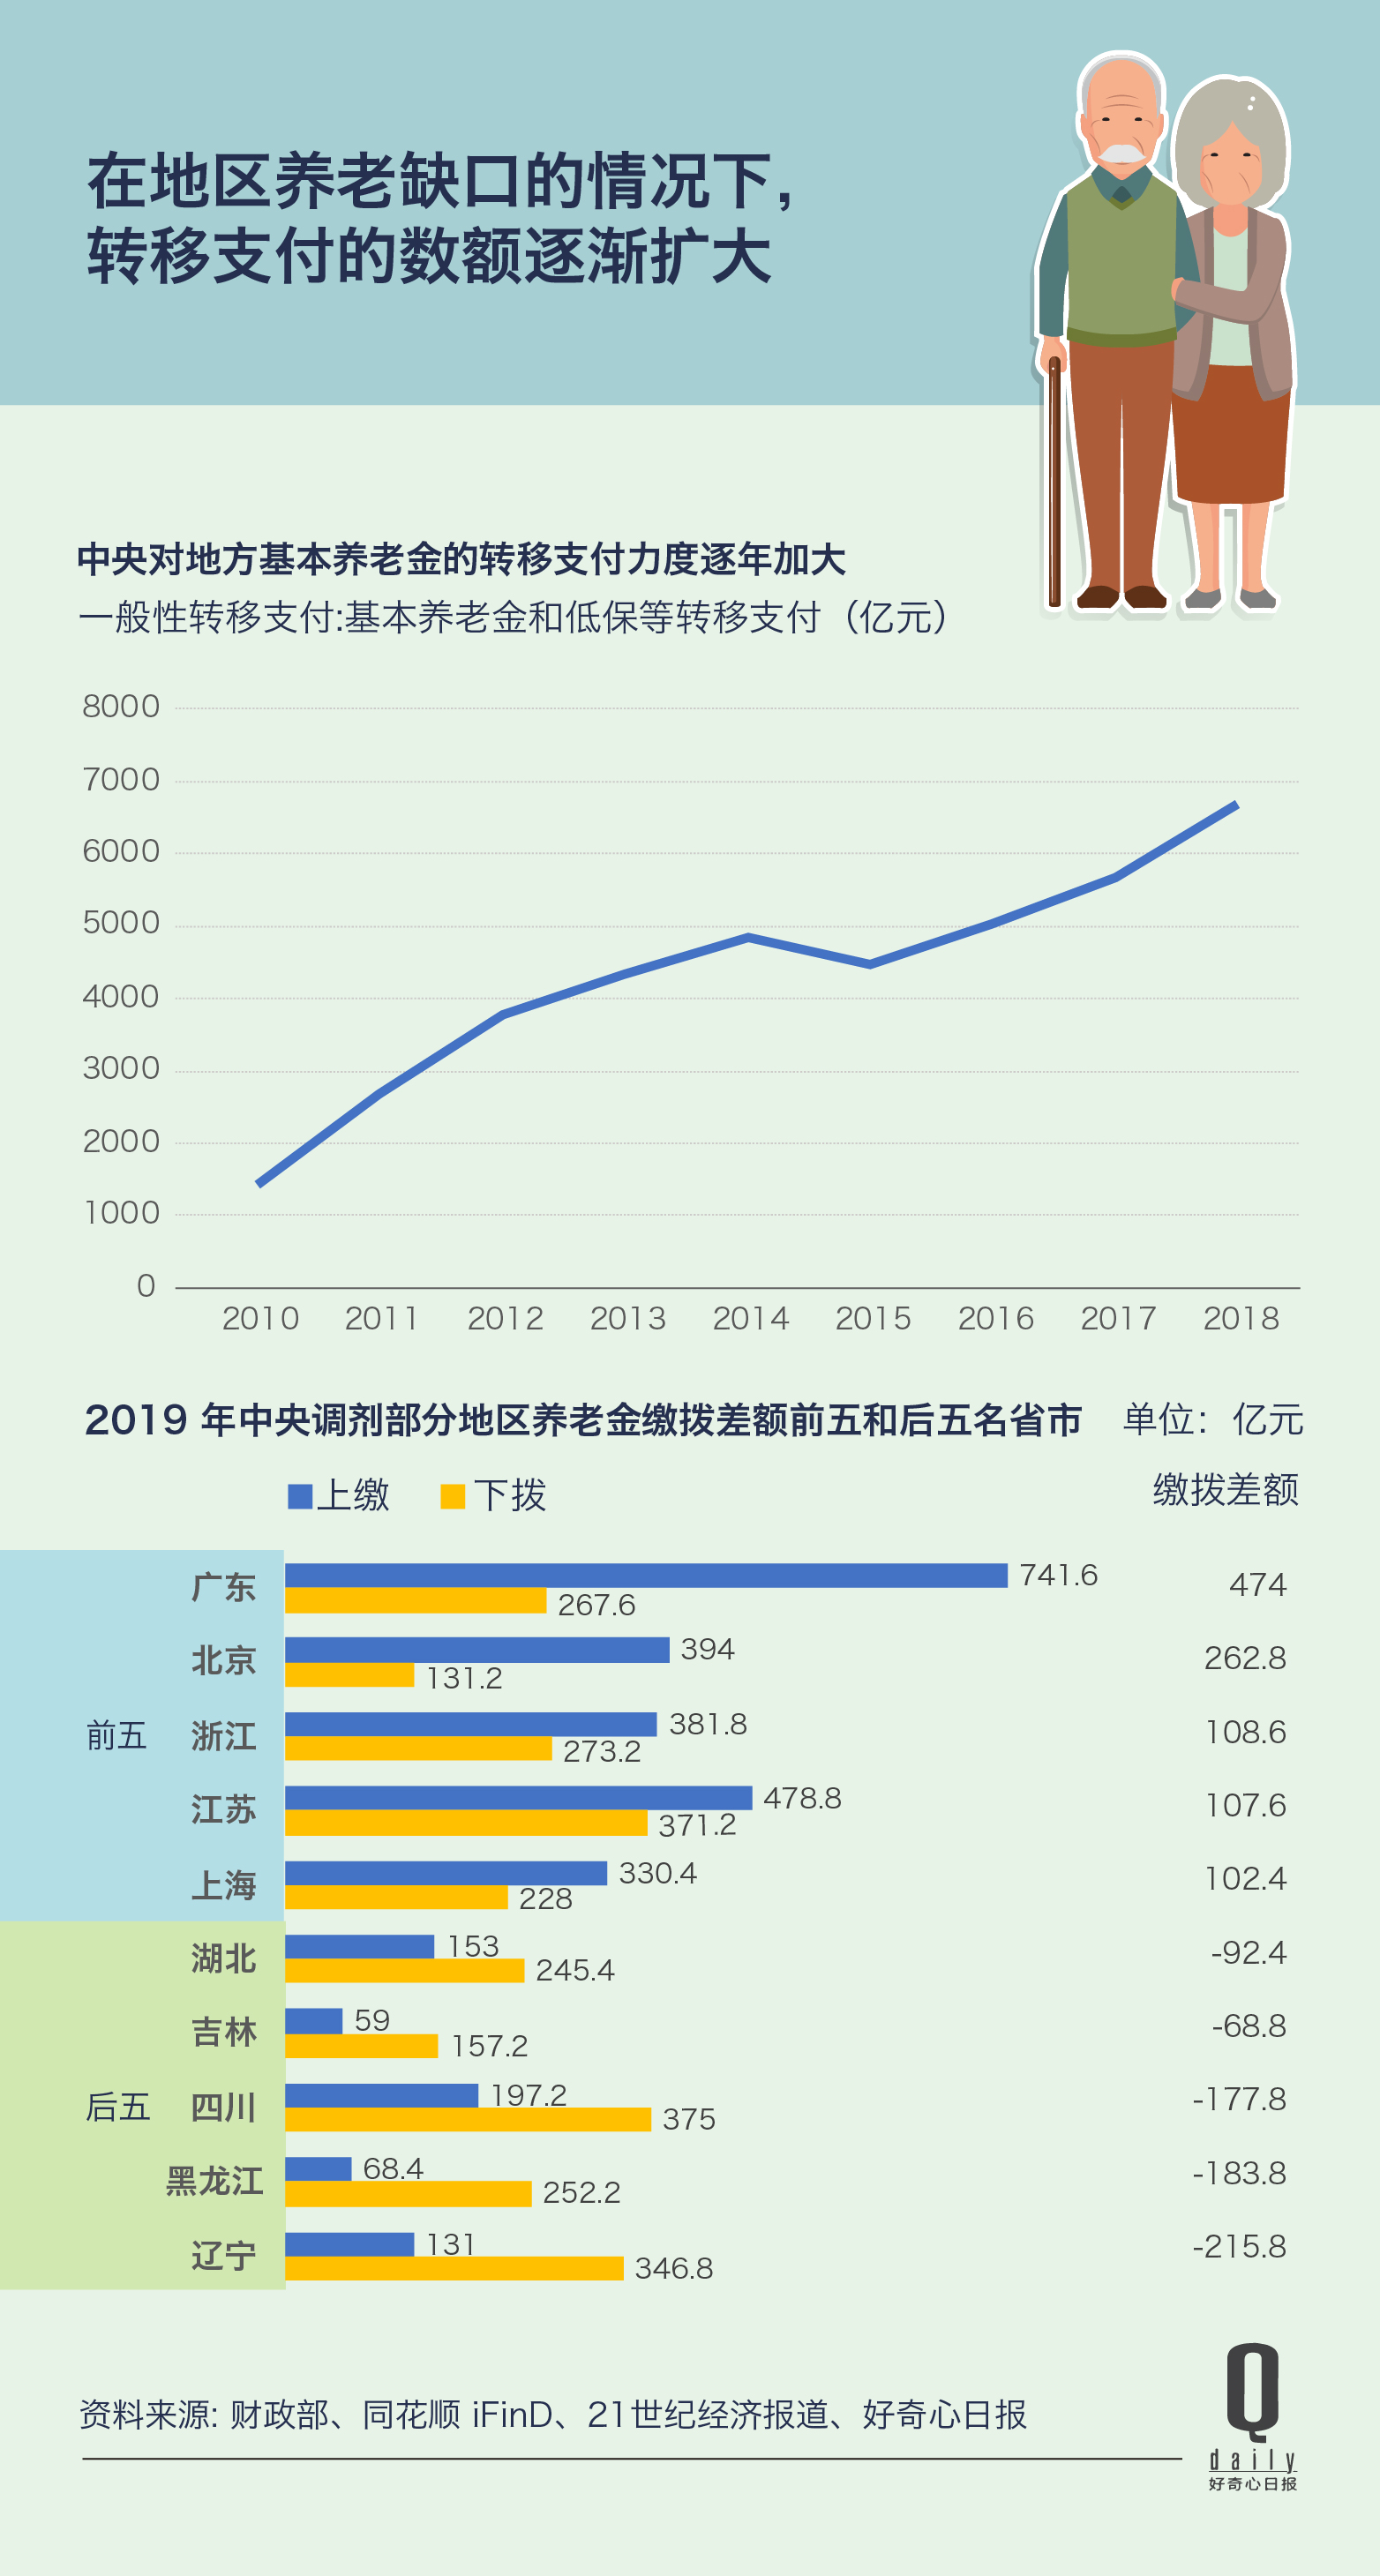 在地区养老缺口的情况下,
转移支付的数额逐渐扩大
中央对地方基本养老金的转移支付力度逐年加大
一般性转移支付:基本养老金和低保等转移支付（亿元）
8000
7000
6000
5000
4000
3000
2000
1000
0
2010 2011 2012 2013 2014 2015 2016 2017 2018
2019 年中央调剂部分地区养老金缴拨差额前五和后五名省市 单位：亿元
上缴 下拨 缴拨差额
广东 741.6 267.6 474
北京 394 131.2 262.8
前五 浙江 381.8 273.2 108.6
江苏 478.8 371.2 107.6
上海 330.4 228 102.4
湖北 153 245.4 -92.4
吉林 59 157.2 -68.8
后五 四川 197.2 375 -177.8
黑龙江 68.4 252.2 -183.8
辽宁 131 346.8 -215.8
资料来源: 财政部、同花顺 iFinD、21世纪经济报道、好奇心日报
Q
daily
好奇心日报